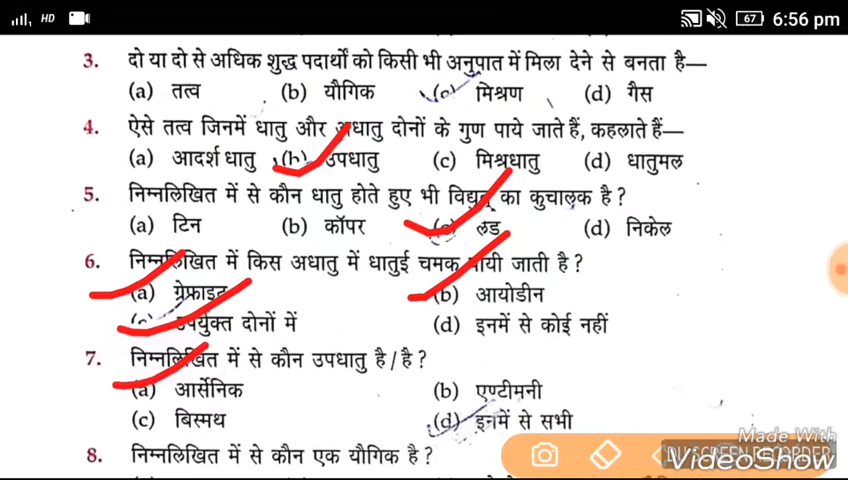 HD 67 6:56 pm
3. दो या दो से अधिक शुद्ध पदार्थों को किसी भी अनुपात में मिला देने से बनता है—
(a) तत्व (b) यौगिक (c) मिश्रण (d) गैस
4. ऐसे तत्व जिनमें धातु और अधातु दोनों के गुण पाये जाते हैं, कहलाते हैं—
(a) आदर्श धातु (b) उपधातु (c) मिश्रधातु (d) धातुमल
5. निम्नलिखित में से कौन धातु होते हुए भी विद्युत् का कुचालक है?
(a) टिन (b) कॉपर (c) लेड (d) निकेल
6. निम्नलिखित में किस अधातु में धातुई चमक पायी जाती है?
(a) ग्रेफाइट (b) आयोडीन
(c) उपर्युक्त दोनों में (d) इनमें से कोई नहीं
7. निम्नलिखित में से कौन उपधातु है/है?
(a) आर्सेनिक (b) एण्टीमनी
(c) बिस्मथ (d) इनमें से सभी
8. निम्नलिखित में से कौन एक यौगिक है?
Made With
VideoShow